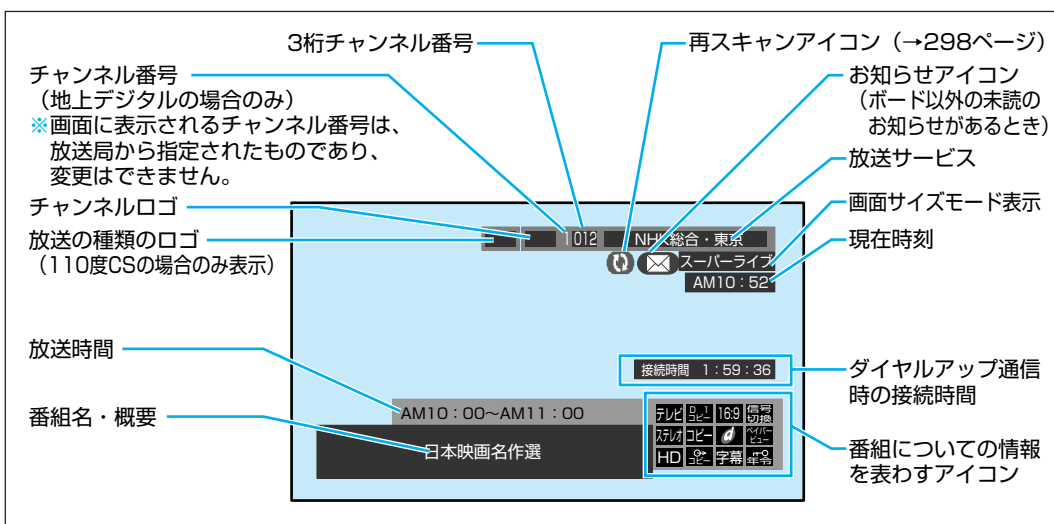 3桁チャンネル番号
再スキャンアイコン（→298ページ）
チャンネル番号
（地上デジタルの場合のみ）
※画面に表示されるチャンネル番号は、
放送局から指定されたものであり、
変更はできません。
お知らせアイコン
（ボード以外の未読の
お知らせがあるとき）
放送サービス
チャンネルロゴ
画面サイズモード表示
放送の種類のロゴ
（110度CSの場合のみ表示）
現在時刻
1 012 NHK総合・東京
スーパーライブ
AM10：52
放送時間
接続時間 1：59：36
ダイヤルアップ通信
時の接続時間
番組名・概要
AM10：00～AM11：00
日本映画名作選
テレビ D_1コピー 16:9 信号切換
ステレオ コピー d ペイパービュー
HD コピー 字幕 年令
番組についての情報
を表わすアイコン